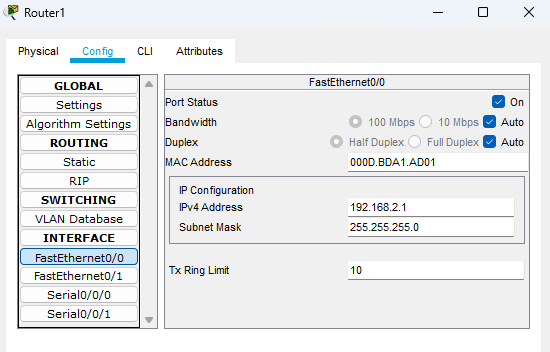 Router1
Physical Config CLI Attributes
GLOBAL
Settings
Algorithm Settings
ROUTING
Static
RIP
SWITCHING
VLAN Database
INTERFACE
FastEthernet0/0
FastEthernet0/1
Serial0/0/0
Serial0/0/1
FastEthernet0/0
Port Status On
Bandwidth 100 Mbps 10 Mbps Auto
Duplex Half Duplex Full Duplex Auto
MAC Address 000D.BDA1.AD01
IP Configuration
IPv4 Address 192.168.2.1
Subnet Mask 255.255.255.0
Tx Ring Limit 10